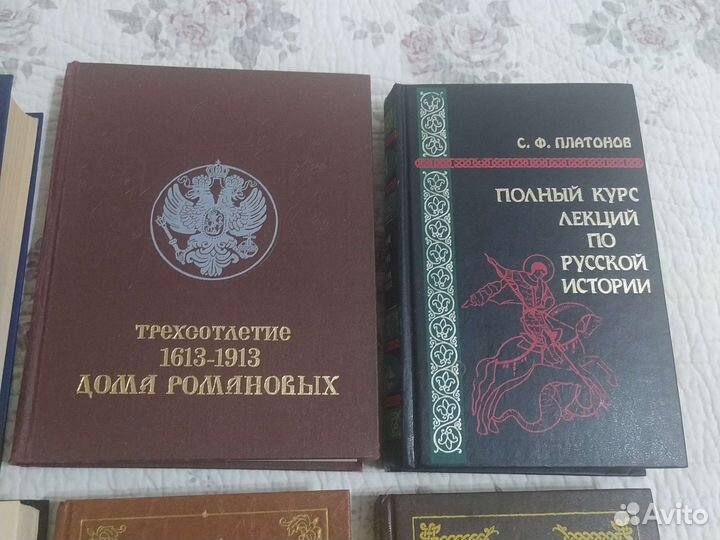 ТРЕХСОТЛЕТИЕ
1613-1913
ДОМА РОМАНОВЫХ
С. Ф. ПЛАТОНОВ
ПОЛНЫЙ КУРС
ЛЕКЦИЙ
ПО
РУССКОЙ
ИСТОРИИ
Avito